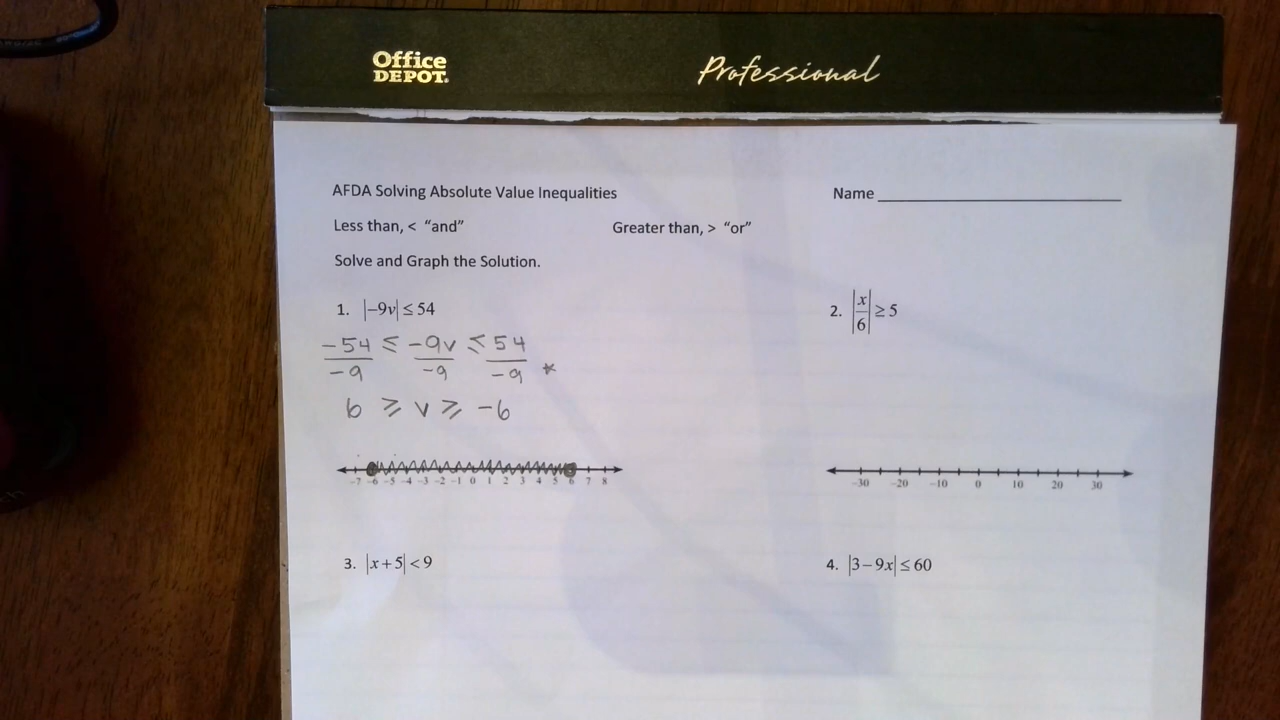 Office
DEPOT.
Professional
AFDA Solving Absolute Value Inequalities
Name
Less than, < “and”
Greater than, > “or”
Solve and Graph the Solution.
1. |−9v| ≤ 54
−54 ≤ −9v ≤ 54
−9 −9 −9 *
6 ≥ v ≥ −6
−7 −6 −5 −4 −3 −2 −1 0 1 2 3 4 5 6 7 8
2. |x/6| ≥ 5
−30 −20 −10 0 10 20 30
3. |x+5| < 9
4. |3−9x| ≤ 60